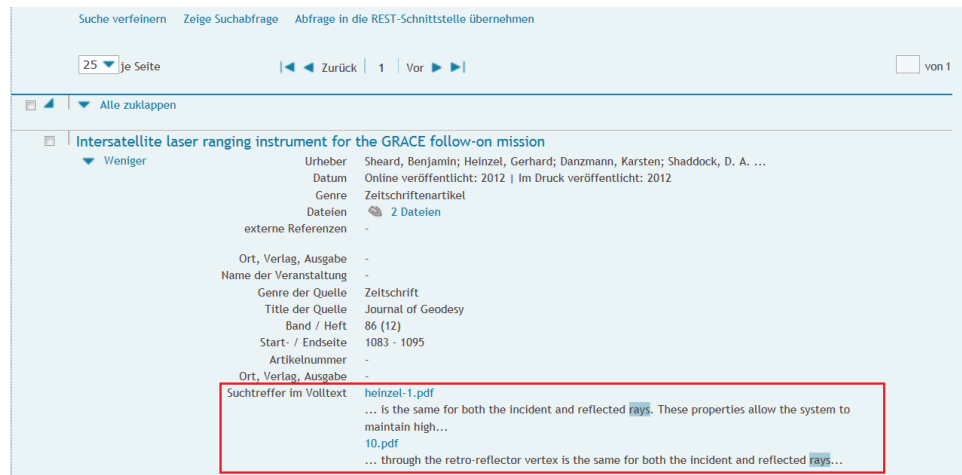 Suche verfeinern Zeige Suchabfrage Abfrage in die REST-Schnittstelle übernehmen
25 je Seite Zurück 1 Vor von 1
Alle zuklappen
Intersatellite laser ranging instrument for the GRACE follow-on mission
Weniger Urheber Sheard, Benjamin; Heinzel, Gerhard; Danzmann, Karsten; Shaddock, D. A. ...
Datum Online veröffentlicht: 2012 | Im Druck veröffentlicht: 2012
Genre Zeitschriftenartikel
Dateien 2 Dateien
externe Referenzen -
Ort, Verlag, Ausgabe -
Name der Veranstaltung -
Genre der Quelle Zeitschrift
Title der Quelle Journal of Geodesy
Band / Heft 86 (12)
Start- / Endseite 1083 - 1095
Artikelnummer -
Ort, Verlag, Ausgabe -
Suchtreffer im Volltext heinzel-1.pdf
... is the same for both the incident and reflected rays. These properties allow the system to
maintain high...
10.pdf
... through the retro-reflector vertex is the same for both the incident and reflected rays...